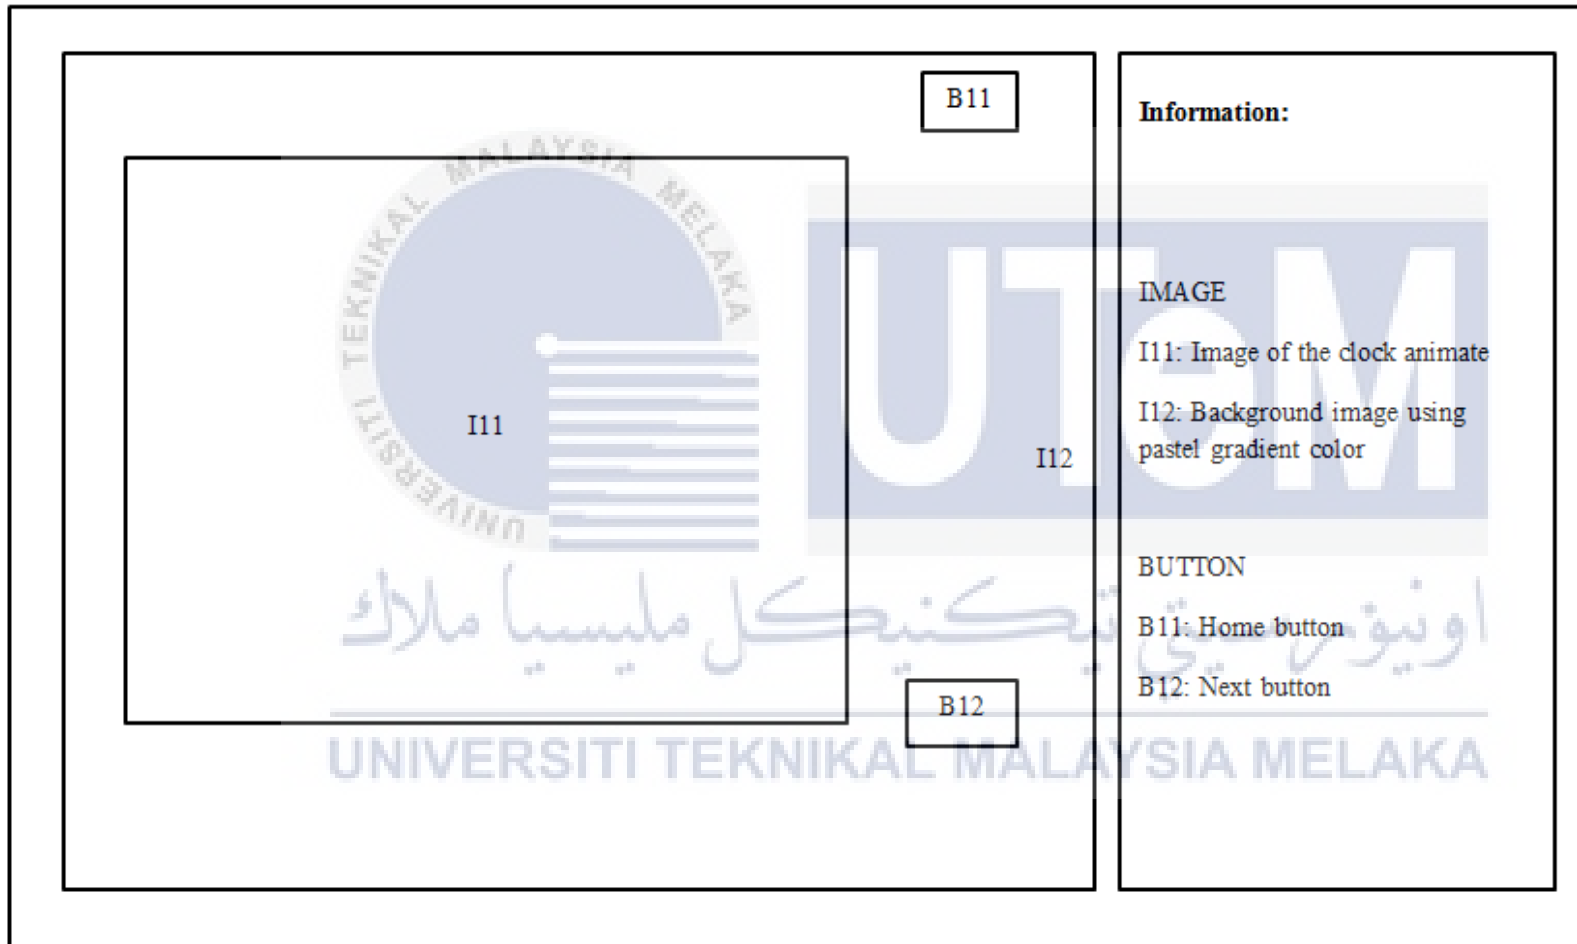 B11
I11
I12
B12
Information:
IMAGE
I11: Image of the clock animate
I12: Background image using
pastel gradient color
BUTTON
B11: Home button
B12: Next button
UNIVERSITI TEKNIKAL MALAYSIA MELAKA
UTeM
اونيۏرسيتي تيكنيكل مليسيا ملاك
UNIVERSITI TEKNIKAL MALAYSIA MELAKA